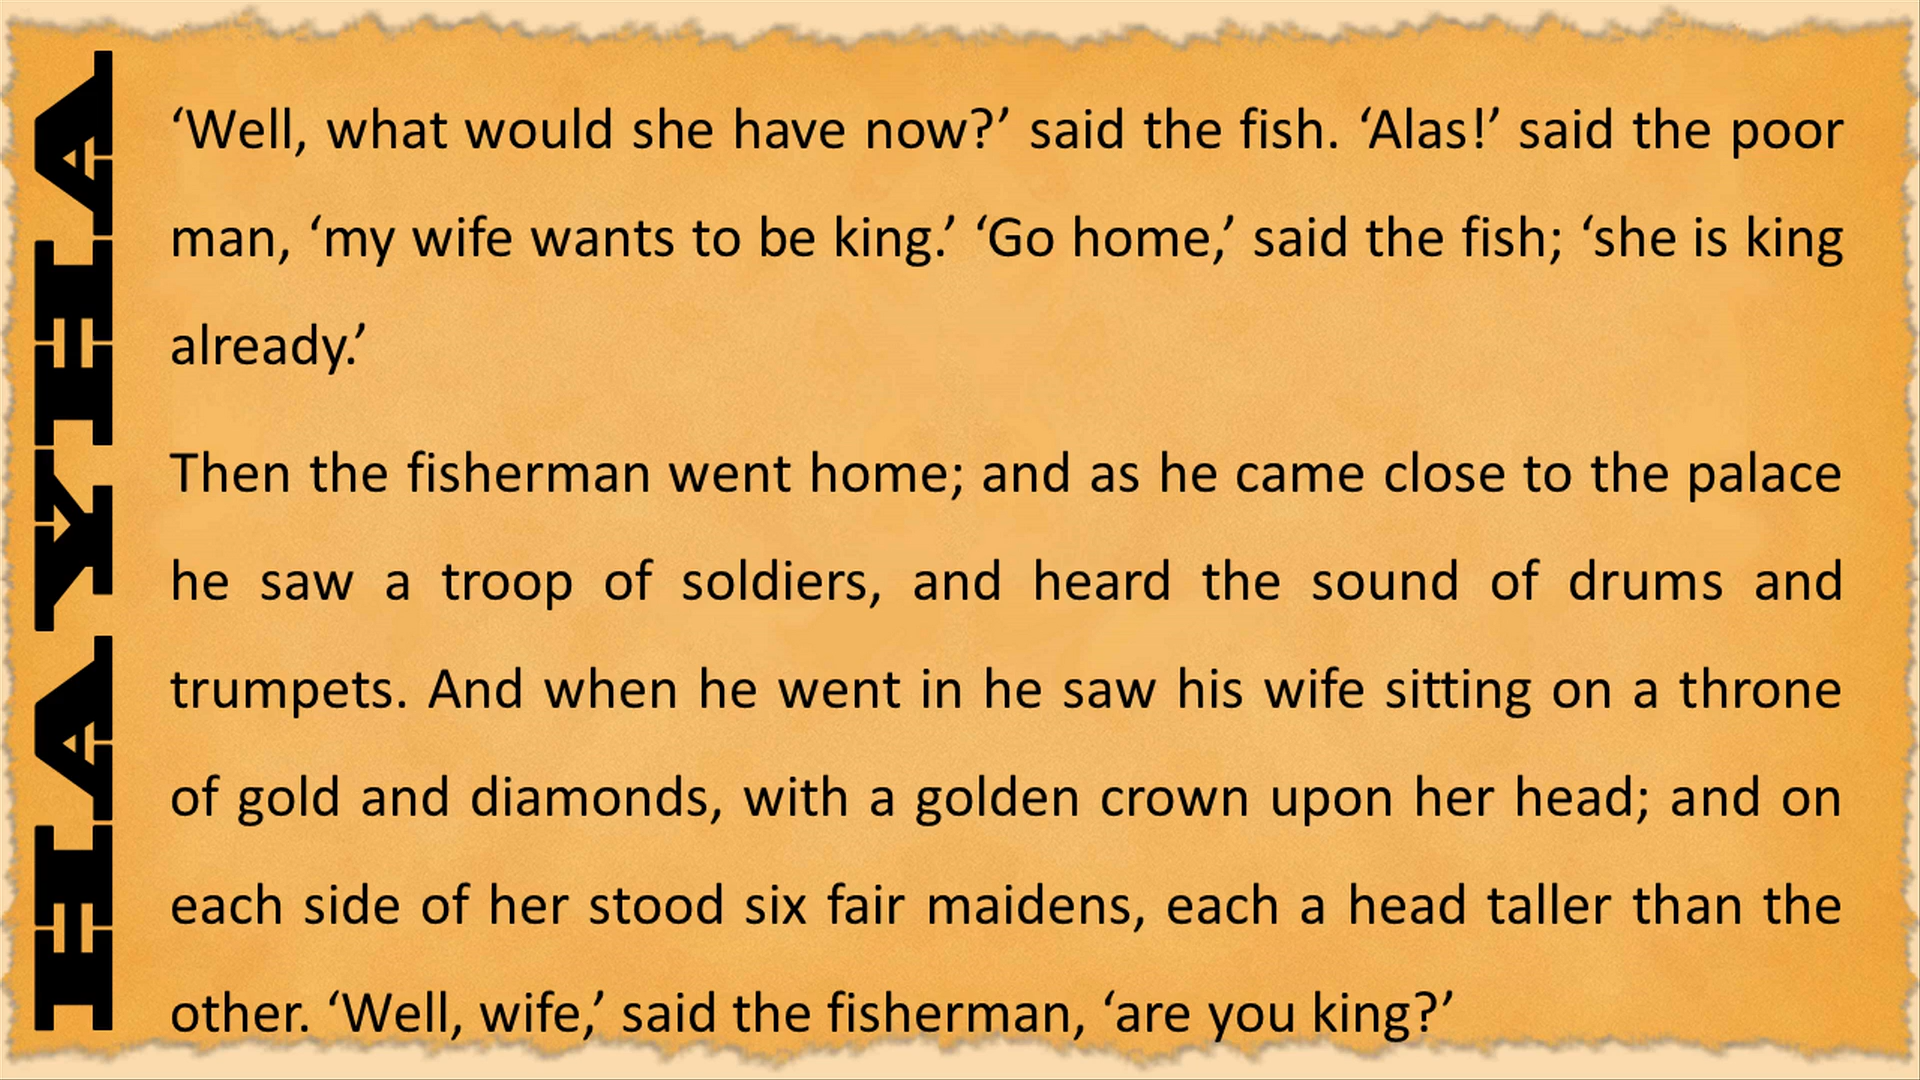 HAYHA
‘Well, what would she have now?’ said the fish. ‘Alas!’ said the poor
man, ‘my wife wants to be king.’ ‘Go home,’ said the fish; ‘she is king
already.’
Then the fisherman went home; and as he came close to the palace
he saw a troop of soldiers, and heard the sound of drums and
trumpets. And when he went in he saw his wife sitting on a throne
of gold and diamonds, with a golden crown upon her head; and on
each side of her stood six fair maidens, each a head taller than the
other. ‘Well, wife,’ said the fisherman, ‘are you king?’